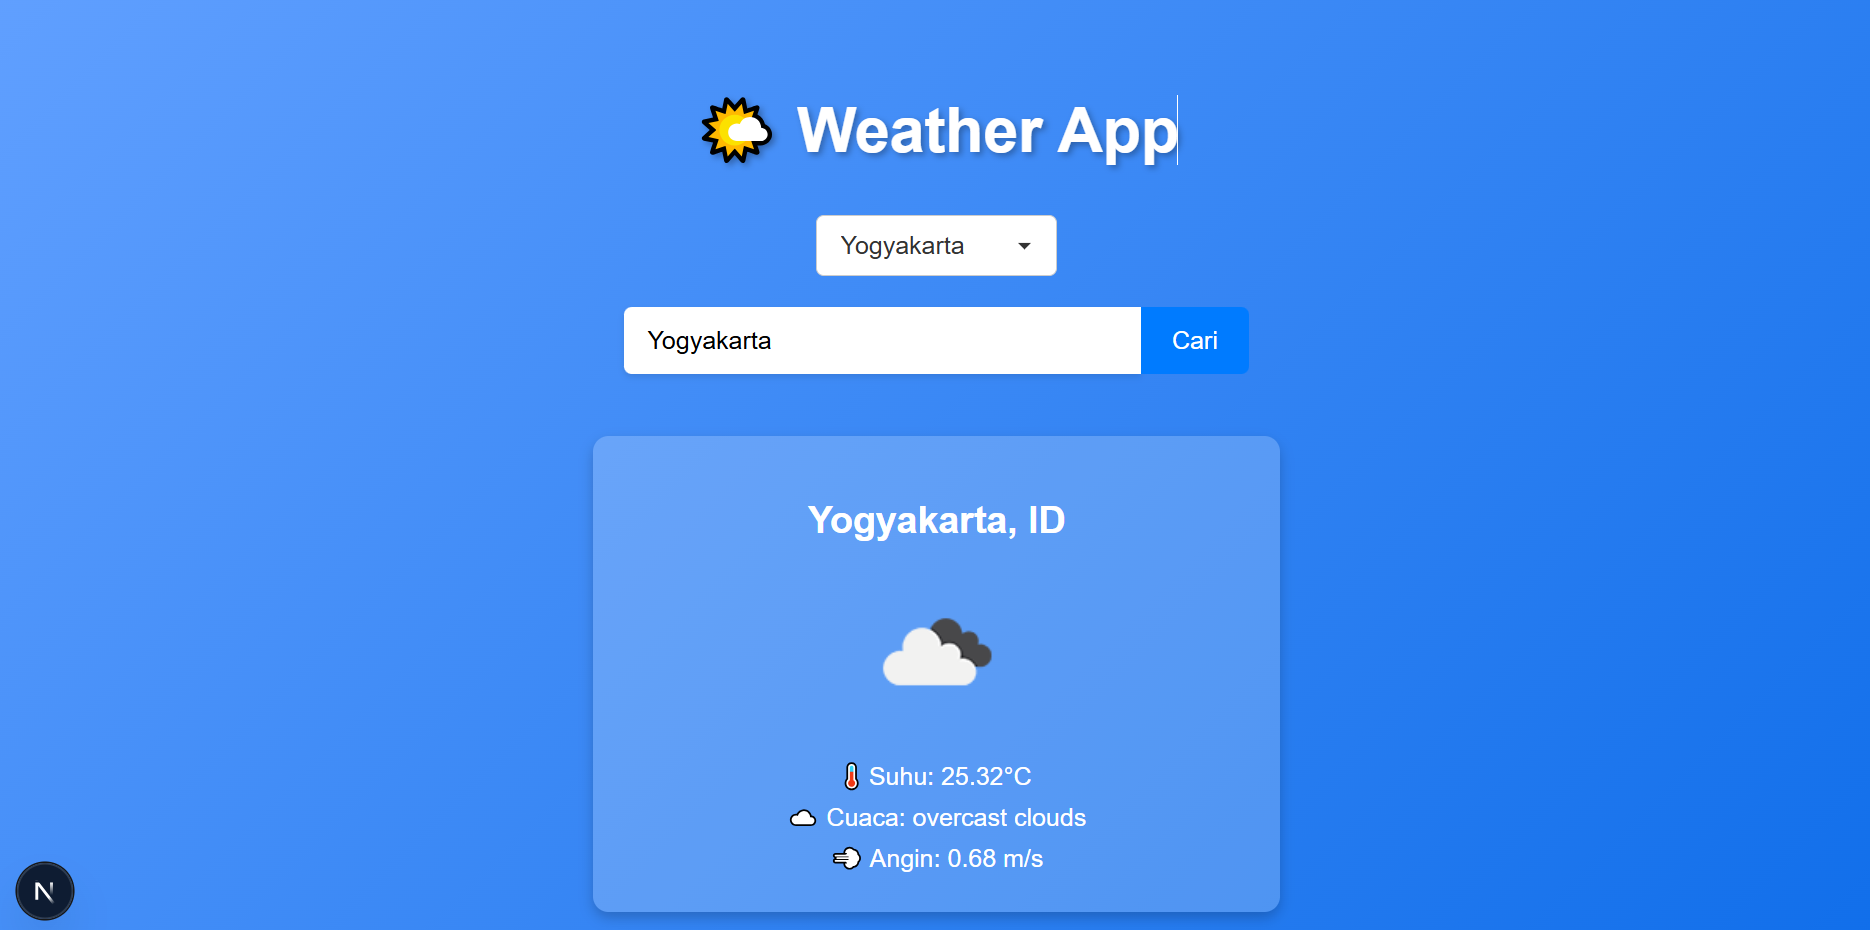 Weather App
Yogyakarta
Yogyakarta
Cari
Yogyakarta, ID
Suhu: 25.32°C
Cuaca: overcast clouds
Angin: 0.68 m/s
N